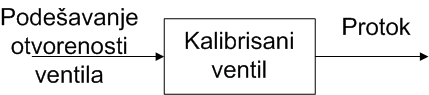 Podešavanje
otvorenosti
ventila
Kalibrisani
ventil
Protok